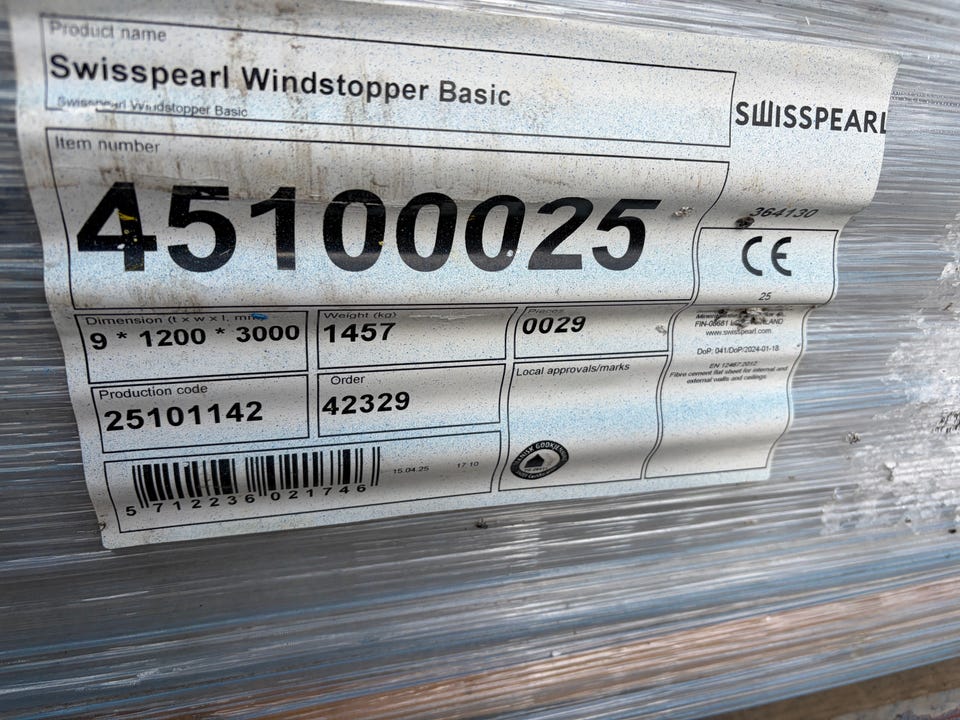 Product name
Swisspearl Windstopper Basic
Swisspearl Windstopper Basic
SWISSPEARL
Item number
45100025
364130
CE
25
Dimension (t x w x l, mm)
9 * 1200 * 3000
Weight (kg)
1457
Pieces
0029
www.swisspearl.com
DoP: 041/DoP/2024-01-18
EN 12467:2012
Fibre cement flat sheet for internal and
external walls and ceilings
Production code
25101142
Order
42329
Local approvals/marks
15.04.25
17:10
5 712236 021746